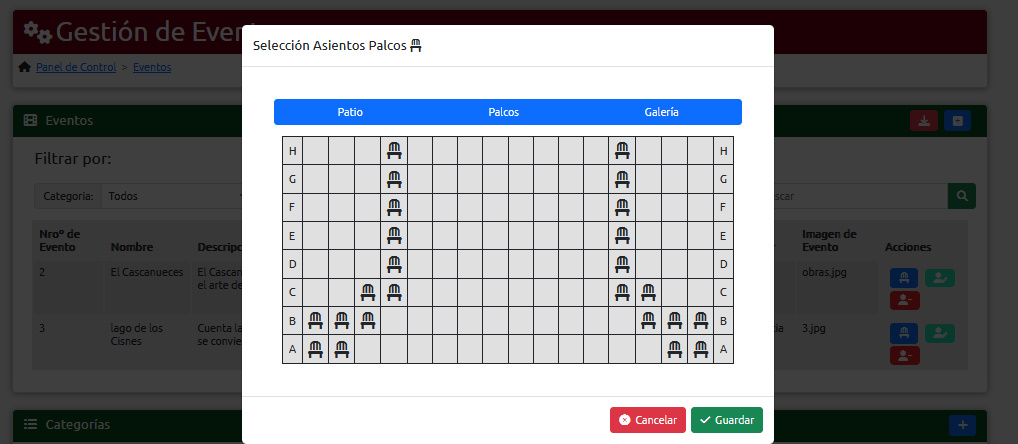 Gestión de Even
Panel de Control > Eventos
Selección Asientos Palcos
Eventos
Filtrar por:
Categoria: Todos
scar
Patio Palcos Galería
H H
G G
F F
E E
D D
C C
B B
A A
Nroº de Evento Nombre Descripc Imagen de Evento Acciones
2 El Cascanueces El Cascan el arte de obras.jpg
3 lago de los Cisnes Cuenta la se convie ia 3.jpg
Cancelar Guardar
Categorías